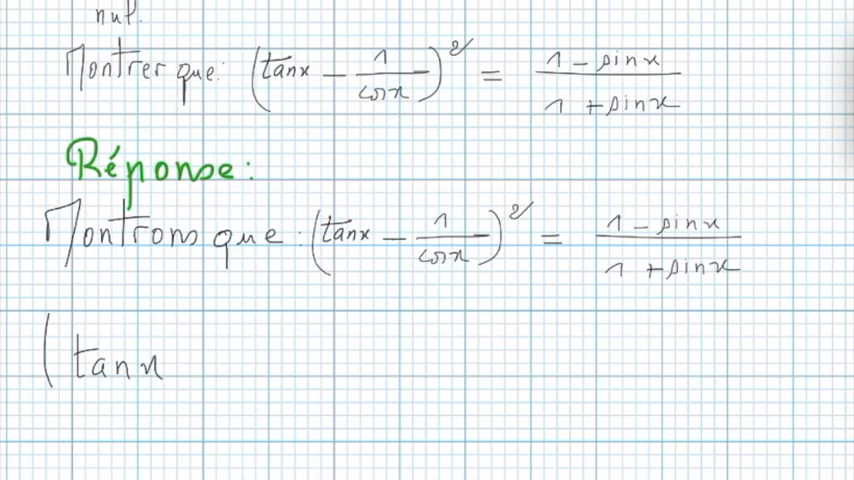 nul.
Montrer que: (tanx - 1/cosx)² = (1 - sinx)/(1 + sinx)
Réponse:
Montrons que : (tanx - 1/cosx)² = (1 - sinx)/(1 + sinx)
( tanx